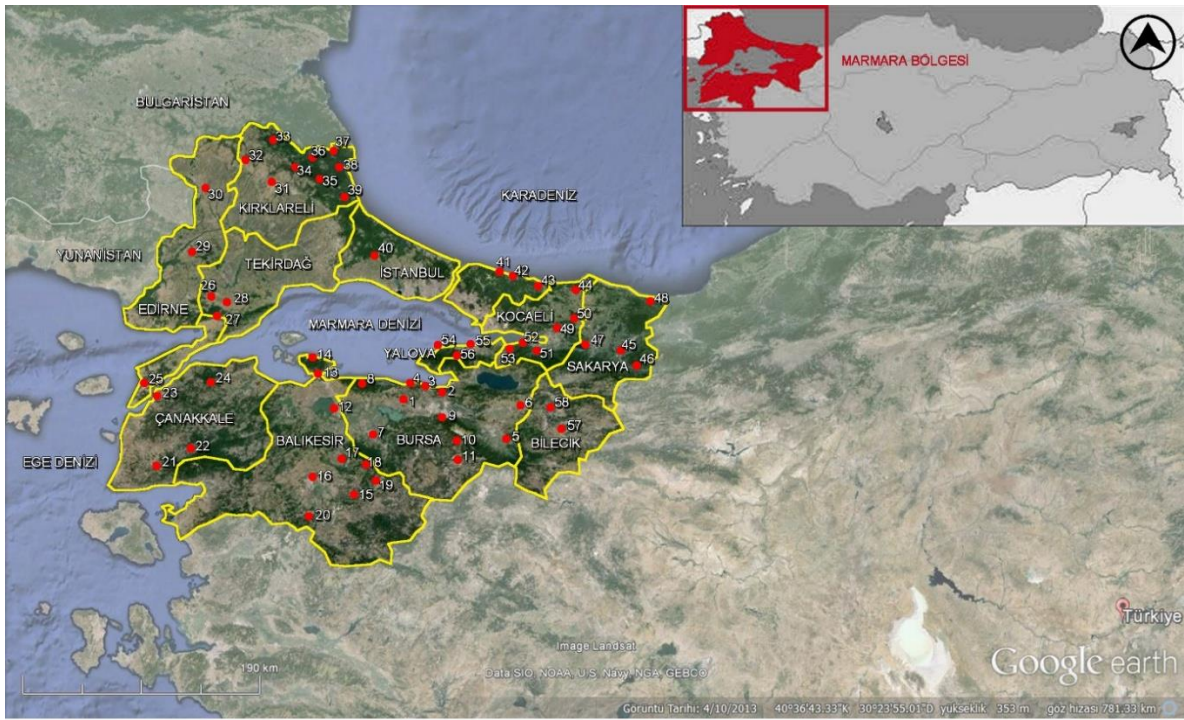 MARMARA BÖLGESİ
BULGARİSTAN
33
37
36
32
34
38
31
35
30
39
KIRKLARELİ
KARADENİZ
29
40
YUNANİSTAN
TEKİRDAĞ
İSTANBUL
41
42
43
44
26
28
48
EDİRNE
27
KOCAELİ
50
MARMARA DENİZİ
49
54
55
52
47
YALOVA
56
53
51
45
14
SAKARYA
46
13
25
24
8
4
3
23
2
1
ÇANAKKALE
12
6
58
9
57
7
BURSA
10
5
BİLECİK
BALIKESİR
22
11
EGE DENİZİ
21
17
18
16
19
15
20
Türkiye
Image Landsat
190 km
Data SIO, NOAA, U.S. Navy, NGA, GEBCO
Google earth
Görüntü Tarihi: 4/10/2013 40°36'43.33"K 30°23'55.01"D yükseklik 353 m göz hizası 781.33 km